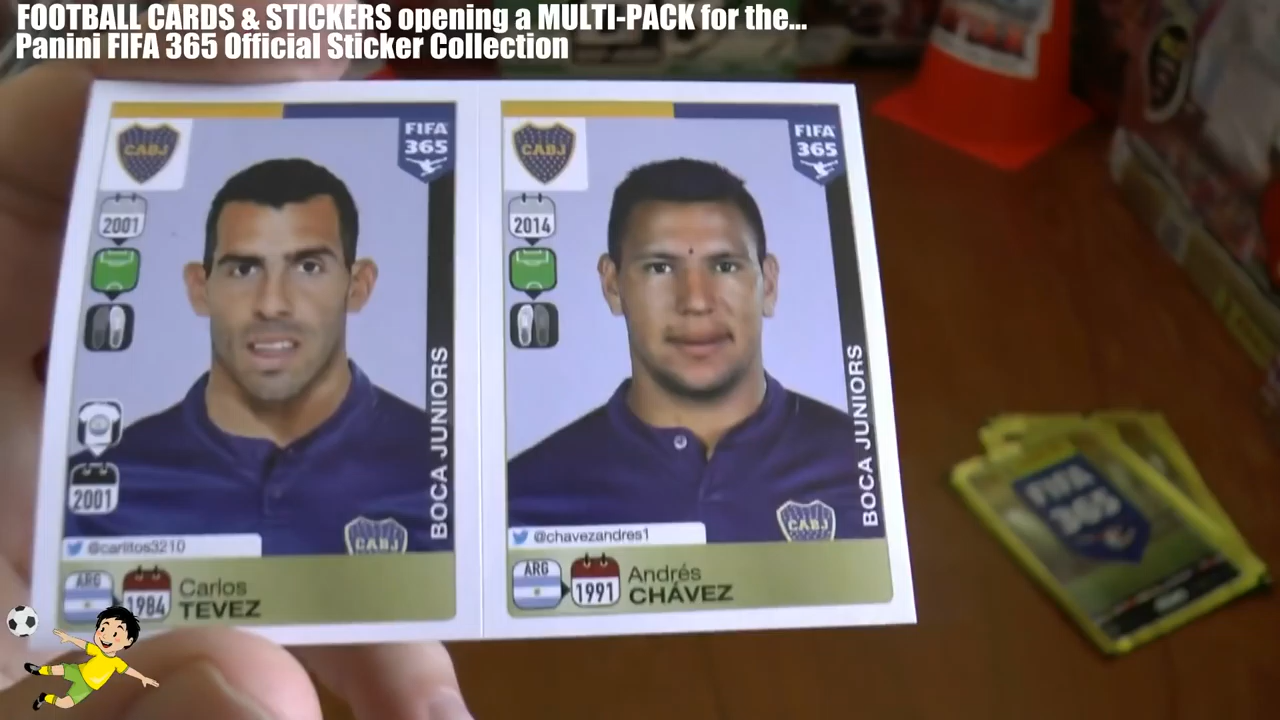 FOOTBALL CARDS & STICKERS opening a MULTI-PACK for the...
Panini FIFA 365 Official Sticker Collection
CABJ
FIFA
365
2001
BOCA JUNIORS
2001
CABJ
@carlitos3210
ARG
1984
Carlos
TEVEZ
CABJ
FIFA
365
2014
BOCA JUNIORS
CABJ
@chavezandres1
ARG
1991
Andrés
CHÁVEZ
FIFA
365